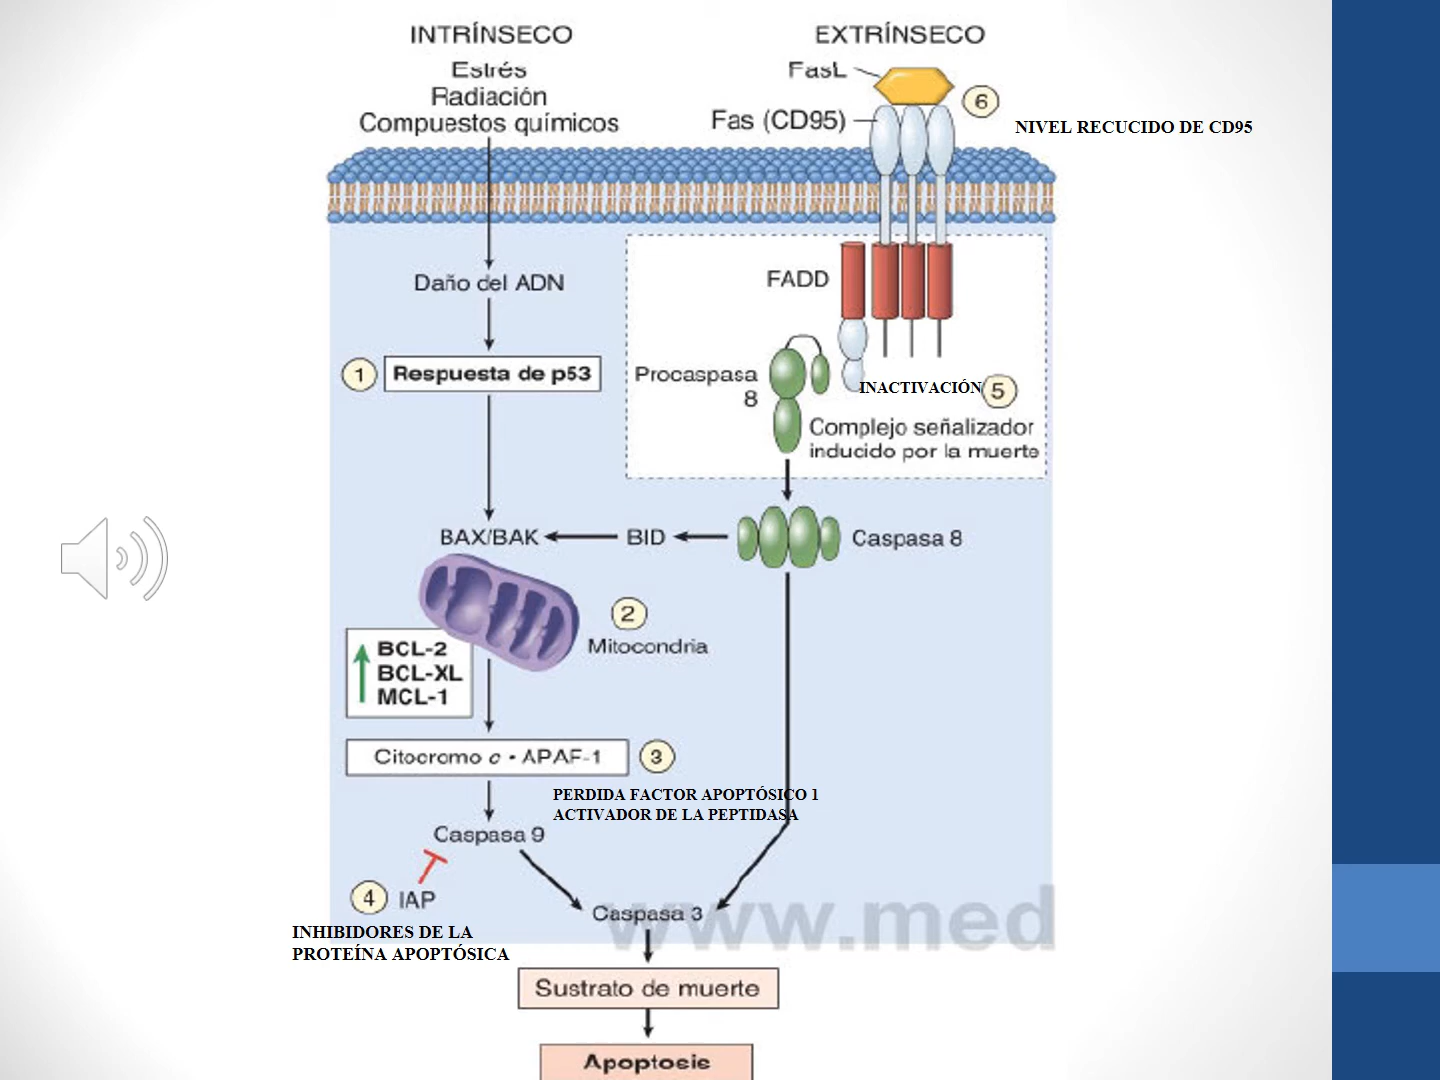 INTRÍNSECO
Estrés
Radiación
Compuestos químicos
EXTRÍNSECO
FasL
6
Fas (CD95)
NIVEL RECUCIDO DE CD95
Daño del ADN
1
Respuesta de p53
FADD
Procaspasa
8
INACTIVACIÓN
5
Complejo señalizador
inducido por la muerte
BAX/BAK
BID
Caspasa 8
2
Mitocondria
BCL-2
BCL-XL
MCL-1
Citocromo c • APAF-1
3
PERDIDA FACTOR APOPTÓSICO 1
ACTIVADOR DE LA PEPTIDASA
Caspasa 9
4
IAP
INHIBIDORES DE LA
PROTEÍNA APOPTÓSICA
Caspasa 3
www.med
Sustrato de muerte
Apoptosis